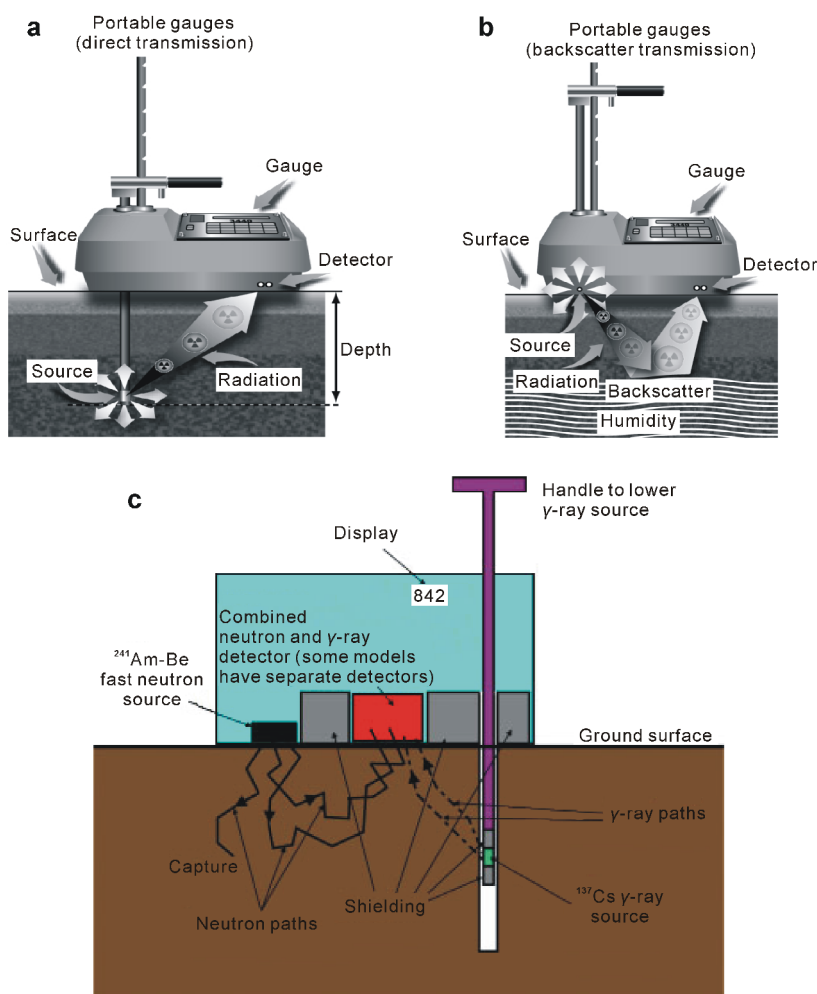 a
Portable gauges
(direct transmission)
Gauge
Surface
Detector
Depth
Source
Radiation
b
Portable gauges
(backscatter transmission)
Gauge
Surface
Detector
Source
Radiation
Backscatter
Humidity
c
Handle to lower
γ-ray source
Display
842
Combined
neutron and γ-ray
detector (some models
have separate detectors)
²⁴¹Am-Be
fast neutron
source
Ground surface
γ-ray paths
Capture
Neutron paths
Shielding
¹³⁷Cs γ-ray
source